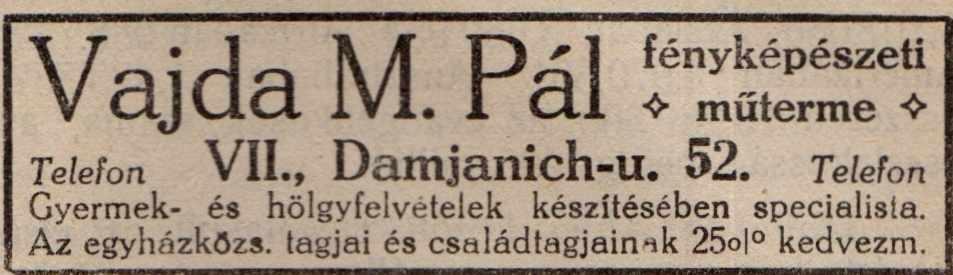 Vajda M. Pál fényképészeti
✧ műterme ✧
Telefon VII., Damjanich-u. 52. Telefon
Gyermek- és hölgyfelvételek készítésében specialista.
Az egyházközs. tagjai és családtagjainak 25o|o kedvezm.